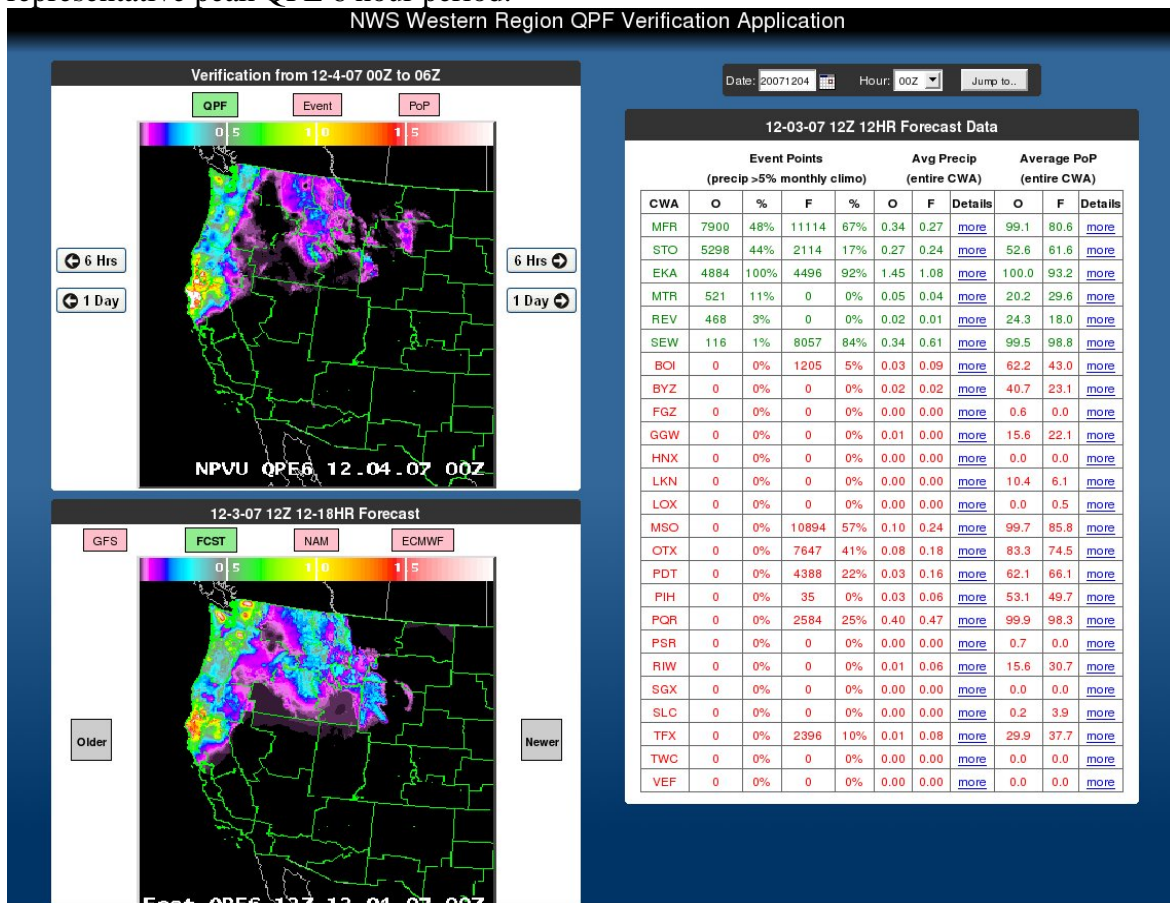 representative peak QPE 6 hour period.
NWS Western Region QPF Verification Application
Verification from 12-4-07 00Z to 06Z
QPF Event PoP
0.5 1.0 1.5
6 Hrs 6 Hrs
1 Day 1 Day
NPVU QPE6 12.04.07 00Z
12-3-07 12Z 12-18HR Forecast
GFS FCST NAM ECMWF
0.5 1.0 1.5
Older Newer
Fcst QPF6 12Z 12.04.07 00Z
Date: 20071204 Hour: 00Z Jump to..
12-03-07 12Z 12HR Forecast Data
Event Points Avg Precip Average PoP
(precip >5% monthly climo) (entire CWA) (entire CWA)
CWA O % F % O F Details O F Details
MFR 7900 48% 11114 67% 0.34 0.27 more 99.1 80.6 more
STO 5298 44% 2114 17% 0.27 0.24 more 52.6 61.6 more
EKA 4884 100% 4496 92% 1.45 1.08 more 100.0 93.2 more
MTR 521 11% 0 0% 0.05 0.04 more 20.2 29.6 more
REV 468 3% 0 0% 0.02 0.01 more 24.3 18.0 more
SEW 116 1% 8057 84% 0.34 0.61 more 99.5 98.8 more
BOI 0 0% 1205 5% 0.03 0.09 more 62.2 43.0 more
BYZ 0 0% 0 0% 0.02 0.02 more 40.7 23.1 more
FGZ 0 0% 0 0% 0.00 0.00 more 0.6 0.0 more
GGW 0 0% 0 0% 0.01 0.00 more 15.6 22.1 more
HNX 0 0% 0 0% 0.00 0.00 more 0.0 0.0 more
LKN 0 0% 0 0% 0.00 0.00 more 10.4 6.1 more
LOX 0 0% 0 0% 0.00 0.00 more 0.0 0.5 more
MSO 0 0% 10894 57% 0.10 0.24 more 99.7 85.8 more
OTX 0 0% 7647 41% 0.08 0.18 more 83.3 74.5 more
PDT 0 0% 4388 22% 0.03 0.16 more 62.1 66.1 more
PIH 0 0% 35 0% 0.03 0.06 more 53.1 49.7 more
PQR 0 0% 2584 25% 0.40 0.47 more 99.9 98.3 more
PSR 0 0% 0 0% 0.00 0.00 more 0.7 0.0 more
RIW 0 0% 0 0% 0.01 0.06 more 15.6 30.7 more
SGX 0 0% 0 0% 0.00 0.00 more 0.0 0.0 more
SLC 0 0% 0 0% 0.00 0.00 more 0.2 3.9 more
TFX 0 0% 2396 10% 0.01 0.08 more 29.9 37.7 more
TWC 0 0% 0 0% 0.00 0.00 more 0.0 0.0 more
VEF 0 0% 0 0% 0.00 0.00 more 0.0 0.0 more